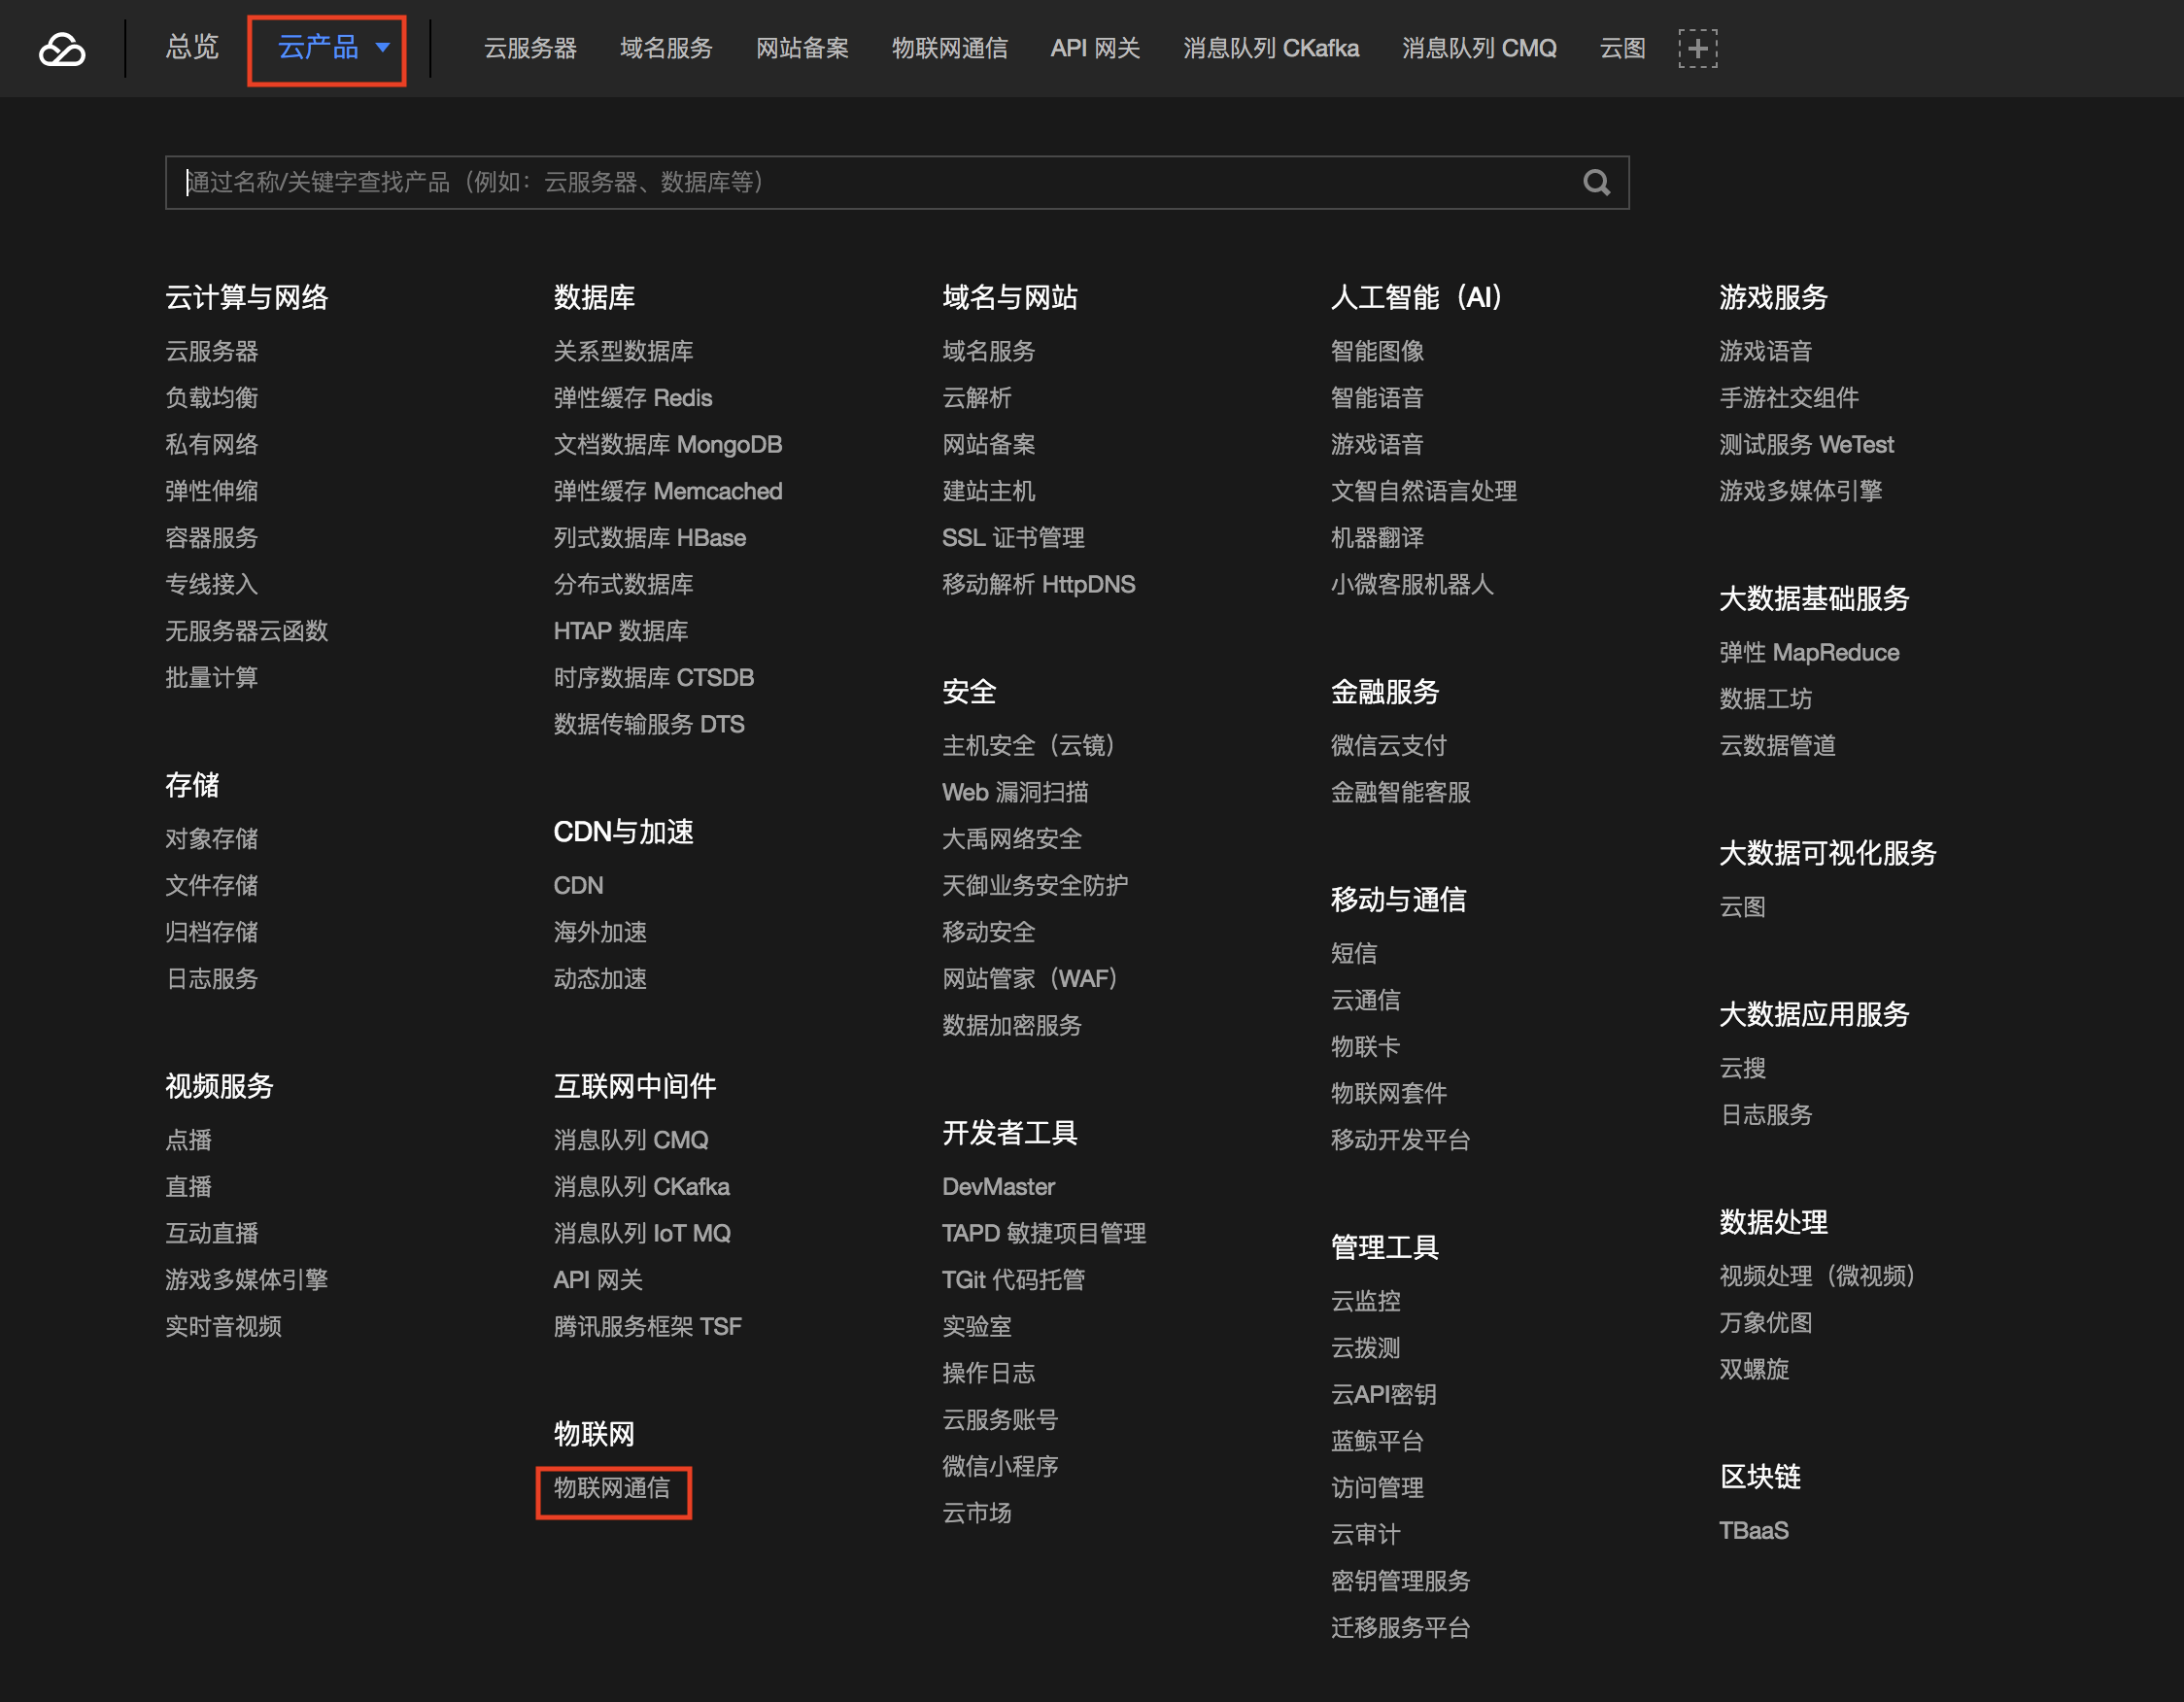 总览
云产品
云服务器
域名服务
网站备案
物联网通信
API 网关
消息队列 CKafka
消息队列 CMQ
云图
通过名称/关键字查找产品（例如：云服务器、数据库等）
云计算与网络
云服务器
负载均衡
私有网络
弹性伸缩
容器服务
专线接入
无服务器云函数
批量计算
存储
对象存储
文件存储
归档存储
日志服务
视频服务
点播
直播
互动直播
游戏多媒体引擎
实时音视频
数据库
关系型数据库
弹性缓存 Redis
文档数据库 MongoDB
弹性缓存 Memcached
列式数据库 HBase
分布式数据库
HTAP 数据库
时序数据库 CTSDB
数据传输服务 DTS
CDN与加速
CDN
海外加速
动态加速
互联网中间件
消息队列 CMQ
消息队列 CKafka
消息队列 IoT MQ
API 网关
腾讯服务框架 TSF
物联网
物联网通信
域名与网站
域名服务
云解析
网站备案
建站主机
SSL 证书管理
移动解析 HttpDNS
安全
主机安全（云镜）
Web 漏洞扫描
大禹网络安全
天御业务安全防护
移动安全
网站管家（WAF）
数据加密服务
开发者工具
DevMaster
TAPD 敏捷项目管理
TGit 代码托管
实验室
操作日志
云服务账号
微信小程序
云市场
人工智能（AI）
智能图像
智能语音
游戏语音
文智自然语言处理
机器翻译
小微客服机器人
金融服务
微信云支付
金融智能客服
移动与通信
短信
云通信
物联卡
物联网套件
移动开发平台
管理工具
云监控
云拨测
云API密钥
蓝鲸平台
访问管理
云审计
密钥管理服务
迁移服务平台
游戏服务
游戏语音
手游社交组件
测试服务 WeTest
游戏多媒体引擎
大数据基础服务
弹性 MapReduce
数据工坊
云数据管道
大数据可视化服务
云图
大数据应用服务
云搜
日志服务
数据处理
视频处理（微视频）
万象优图
双螺旋
区块链
TBaaS